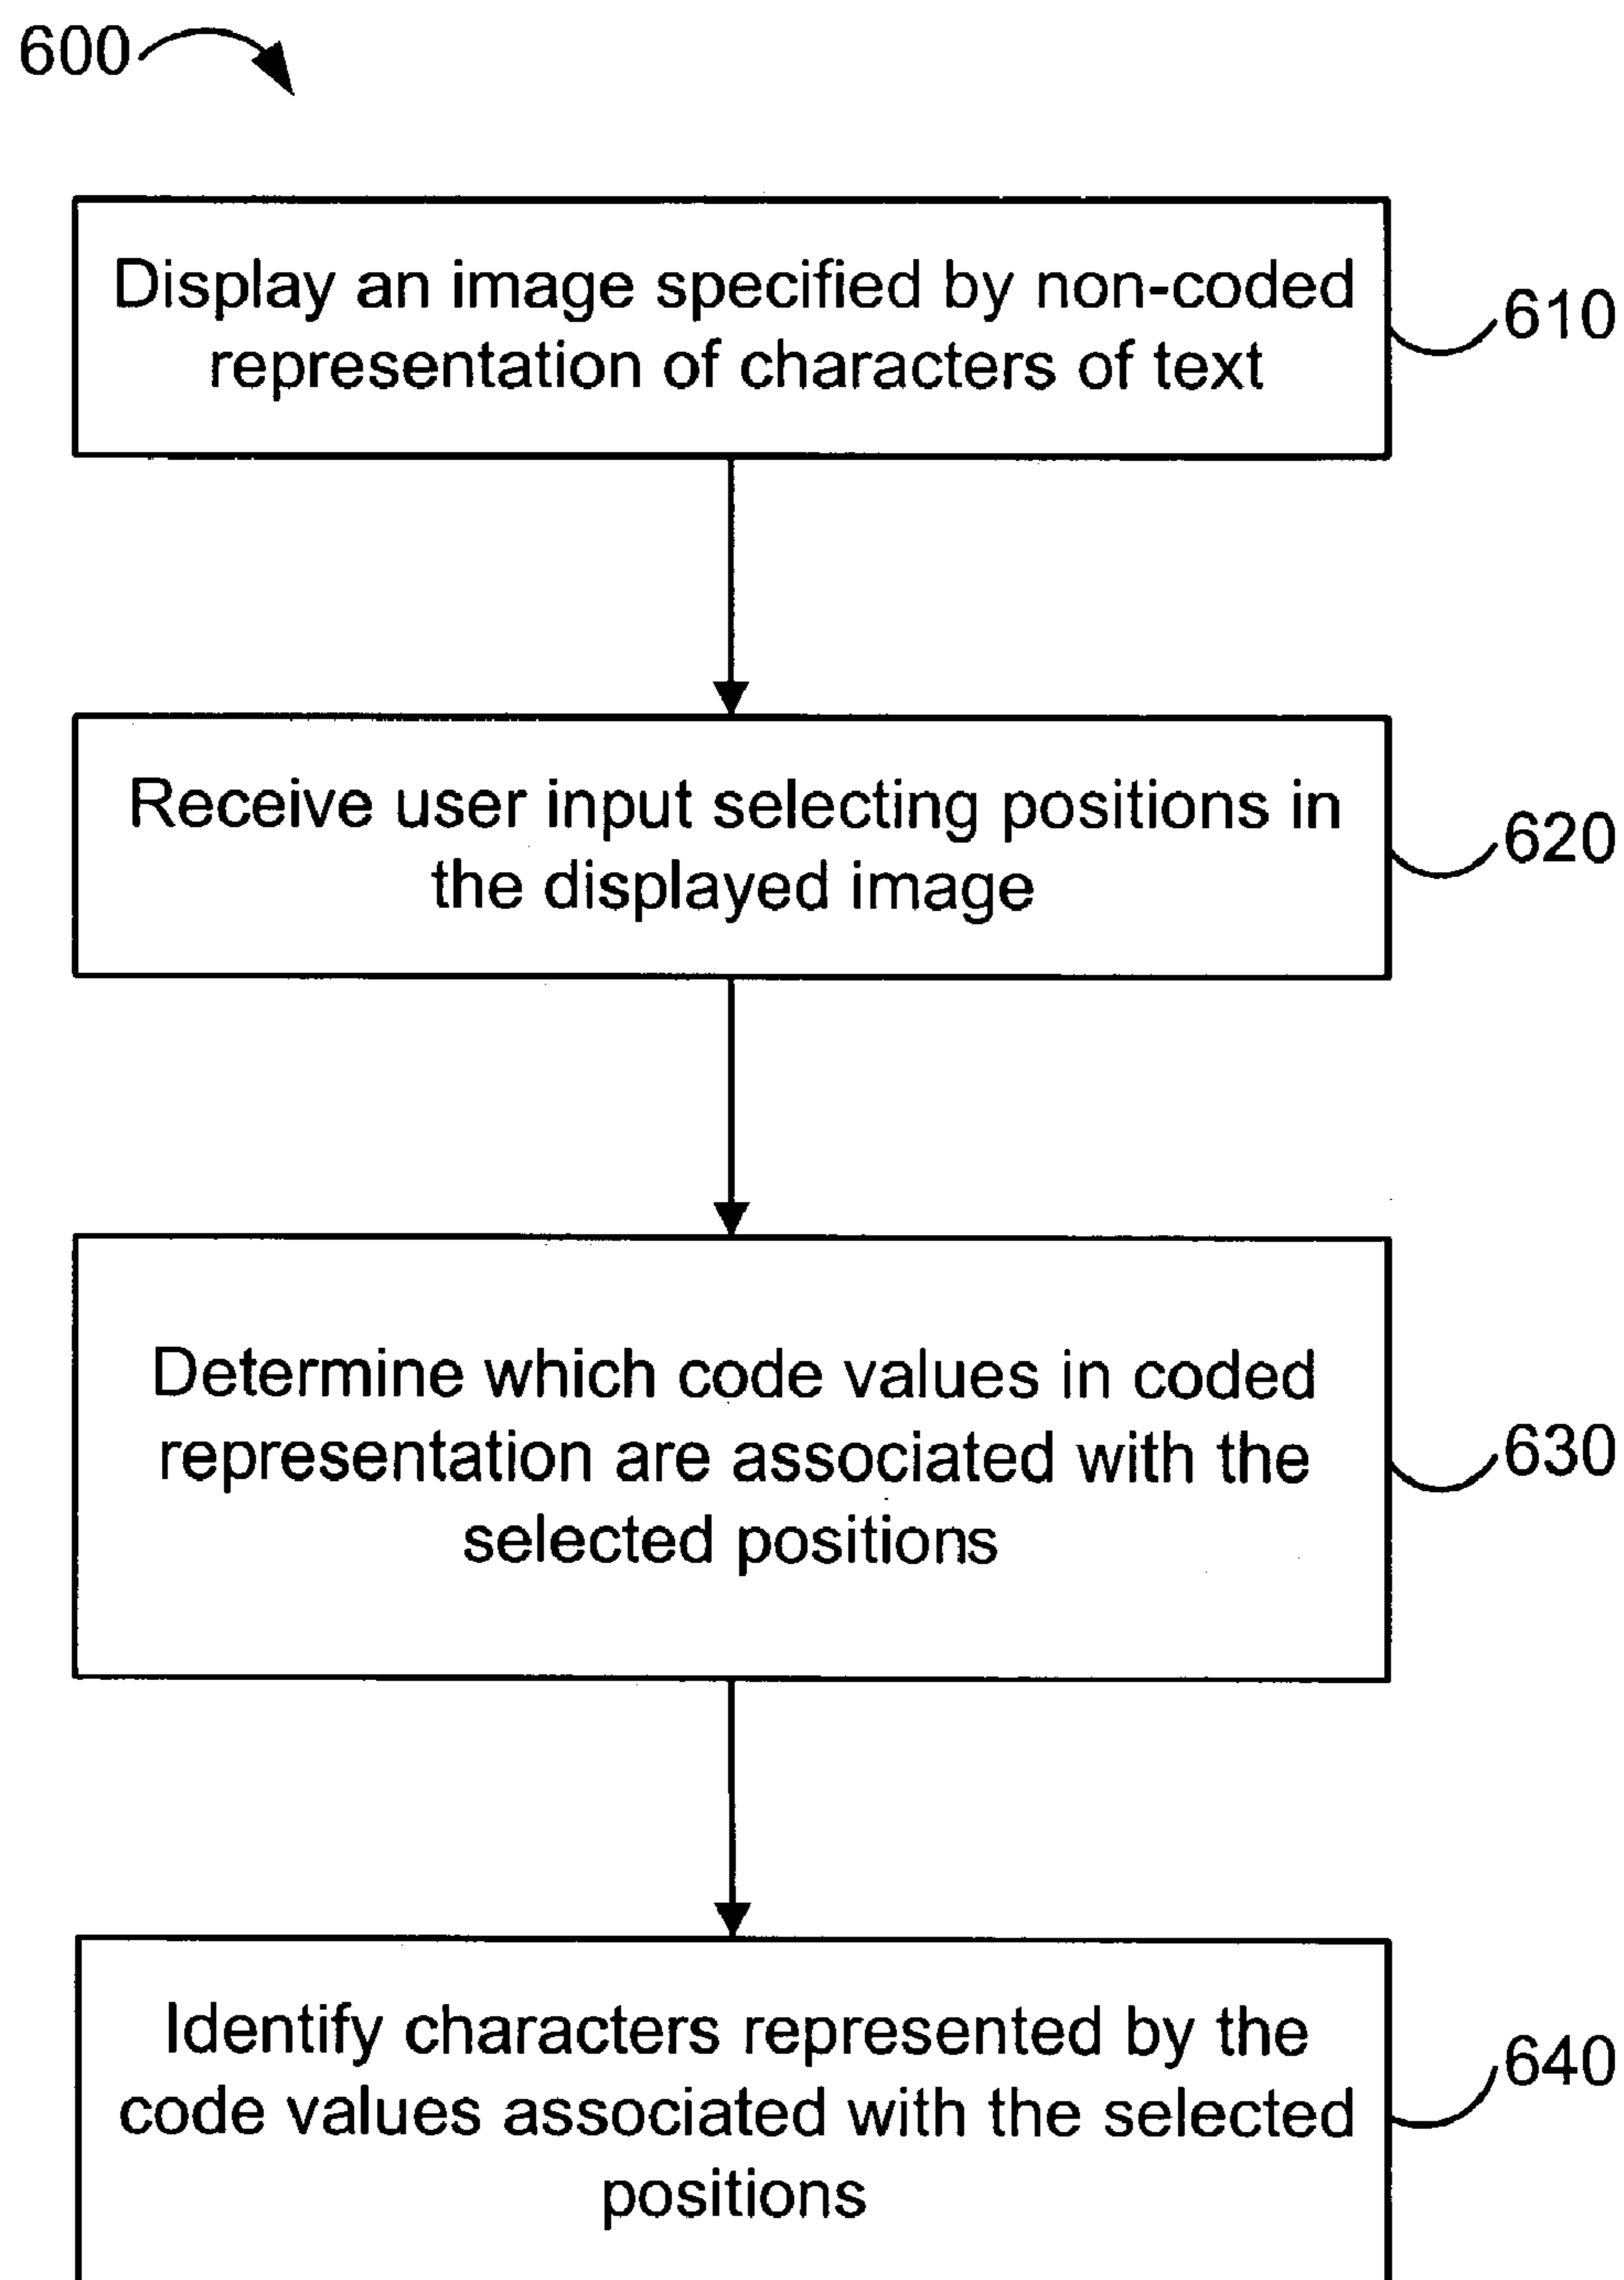 600
Display an image specified by non-coded
representation of characters of text
610
Receive user input selecting positions in
the displayed image
620
Determine which code values in coded
representation are associated with the
selected positions
630
Identify characters represented by the
code values associated with the selected
positions
640